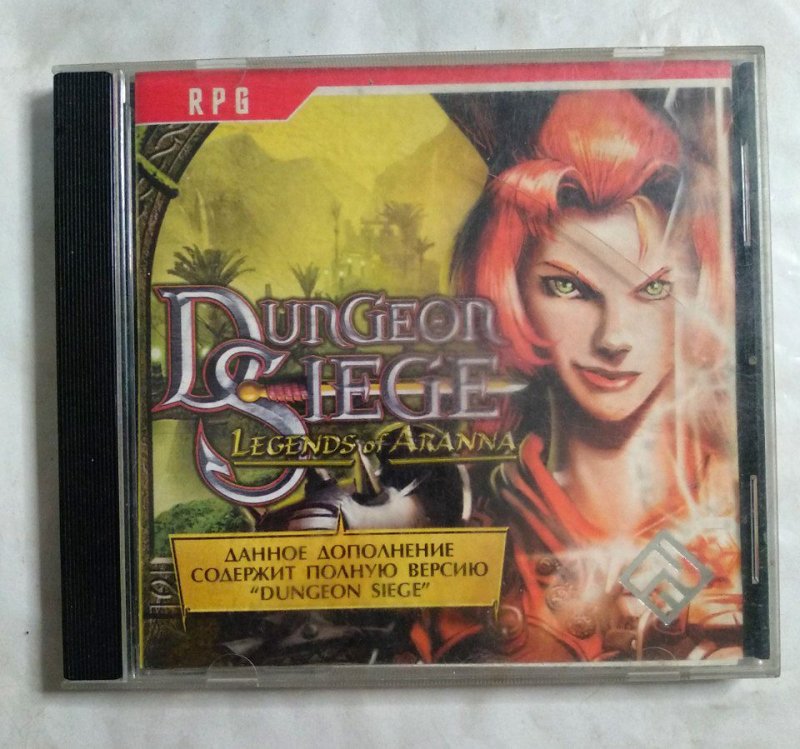 RPG
DUNGEON
SIEGE
LEGENDS OF ARANNA
ДАННОЕ ДОПОЛНЕНИЕ
СОДЕРЖИТ ПОЛНУЮ ВЕРСИЮ
"DUNGEON SIEGE"